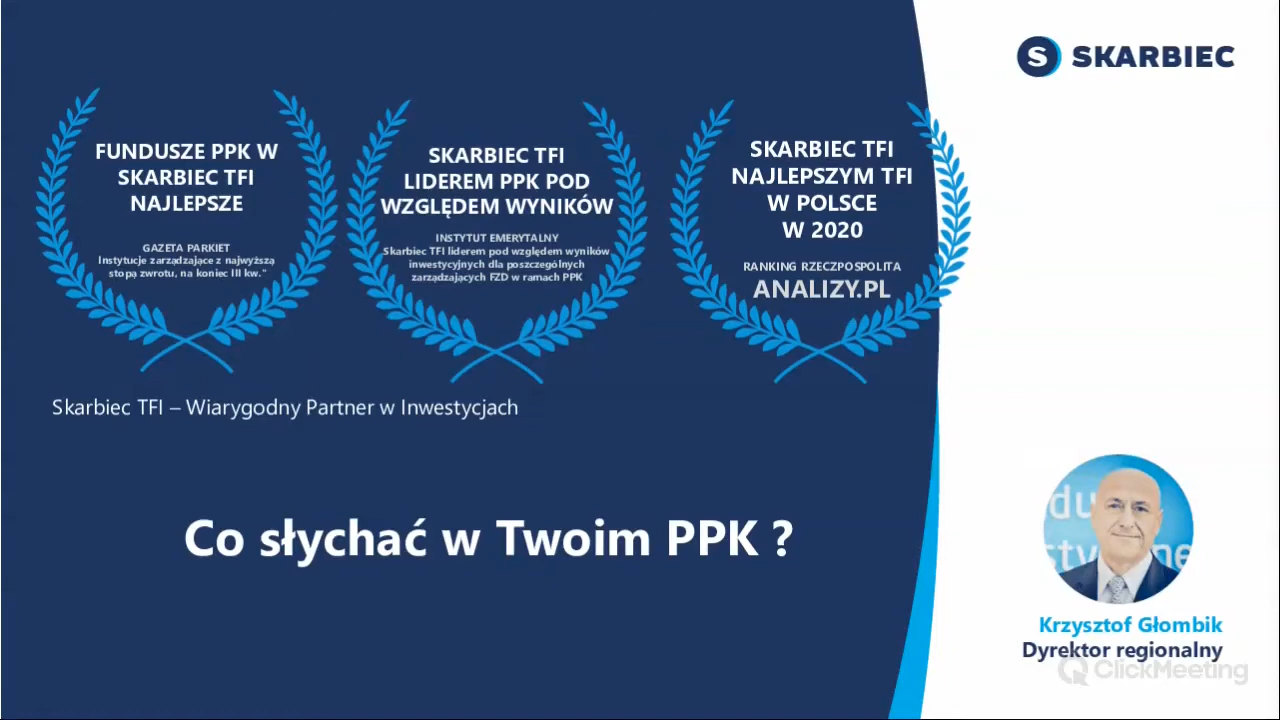 SKARBIEC
FUNDUSZE PPK W
SKARBIEC TFI
NAJLEPSZE
GAZETA PARKIET
Instytucje zarządzające z najwyższą
stopą zwrotu, na koniec III kw."
SKARBIEC TFI
LIDEREM PPK POD
WZGLĘDEM WYNIKÓW
INSTYTUT EMERYTALNY
Skarbiec TFI liderem pod względem wyników
inwestycyjnych dla poszczególnych
zarządzających FZD w ramach PPK
SKARBIEC TFI
NAJLEPSZYM TFI
W POLSCE
W 2020
RANKING RZECZPOSPOLITA
ANALIZY.PL
Skarbiec TFI – Wiarygodny Partner w Inwestycjach
Co słychać w Twoim PPK ?
Krzysztof Głombik
Dyrektor regionalny
ClickMeeting